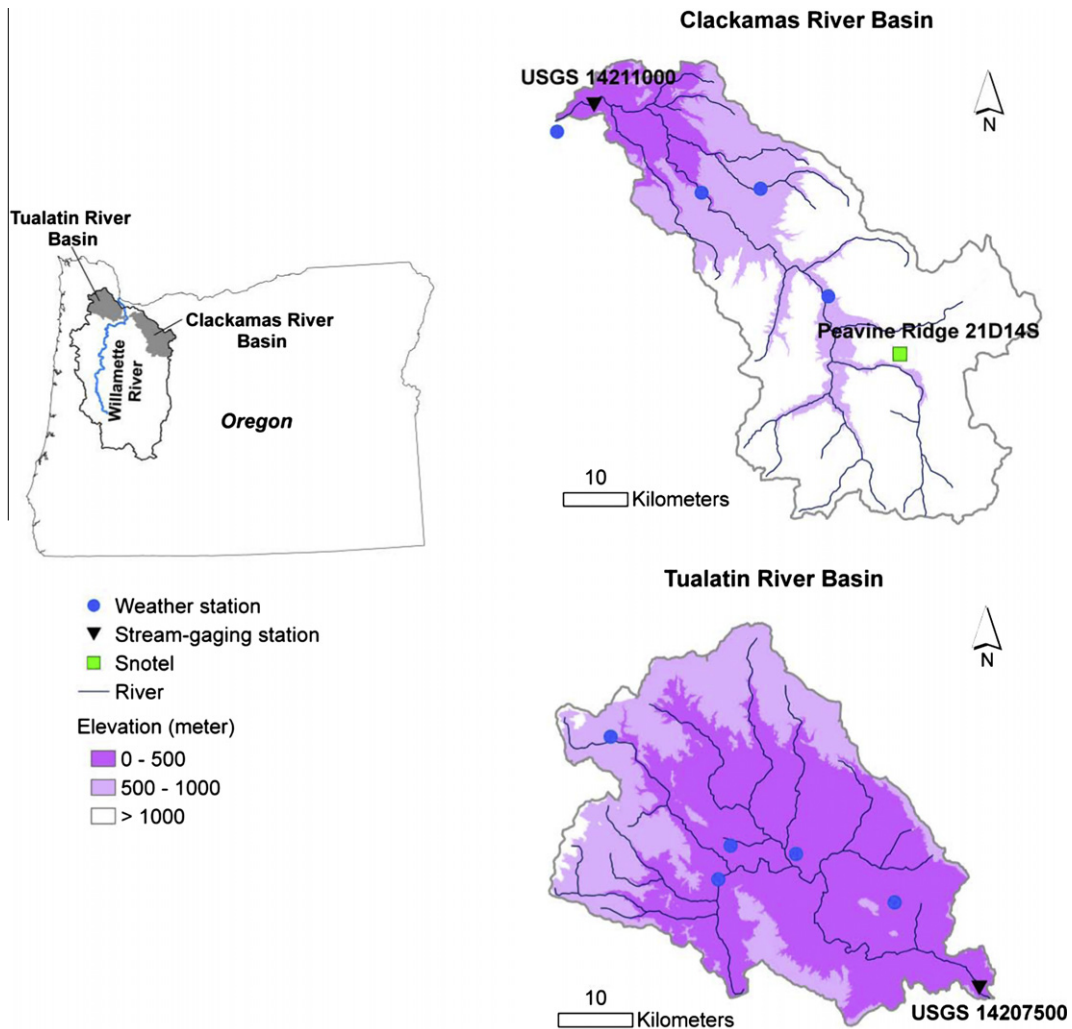 Clackamas River Basin
USGS 14211000
N
Peavine Ridge 21D14S
10
Kilometers
Tualatin River
Basin
Clackamas River
Basin
Willamette
River
Oregon
Weather station
Stream-gaging station
Snotel
River
Elevation (meter)
0 - 500
500 - 1000
> 1000
Tualatin River Basin
N
10
Kilometers
USGS 14207500